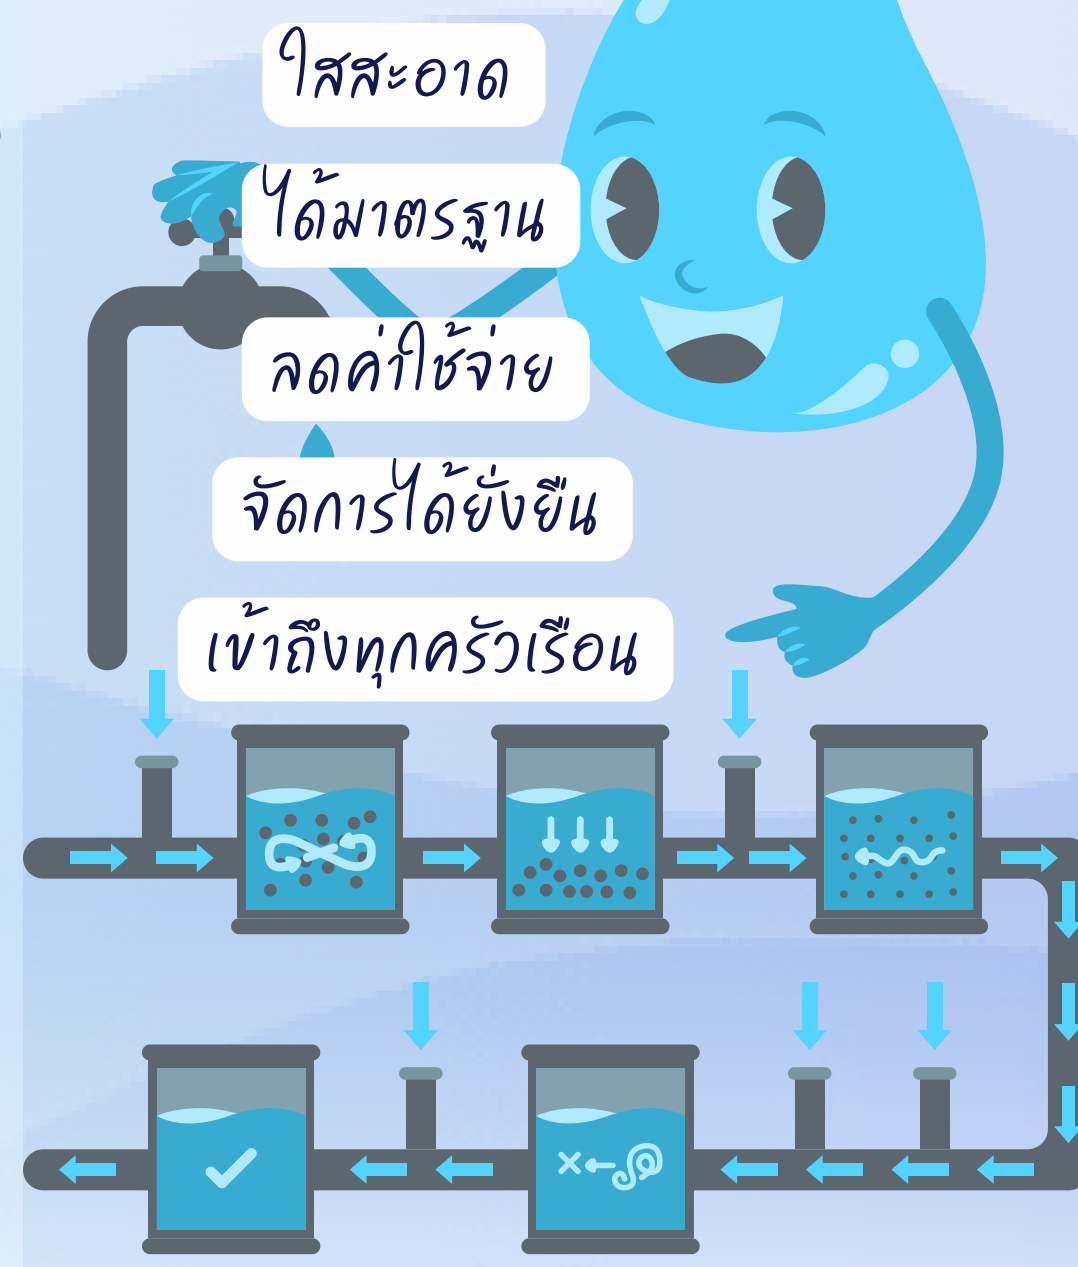 ใสสะอาด
ได้มาตรฐาน
ลดค่าใช้จ่าย
จัดการได้ยั่งยืน
เข้าถึงทุกครัวเรือน